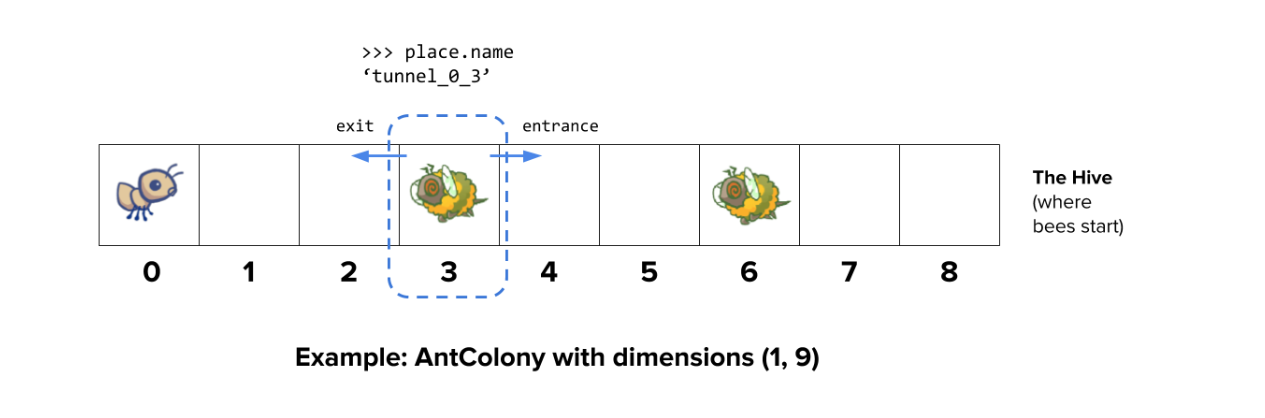 >>> place.name
‘tunnel_0_3’
exit
entrance
The Hive
(where
bees start)
0 1 2 3 4 5 6 7 8
Example: AntColony with dimensions (1, 9)